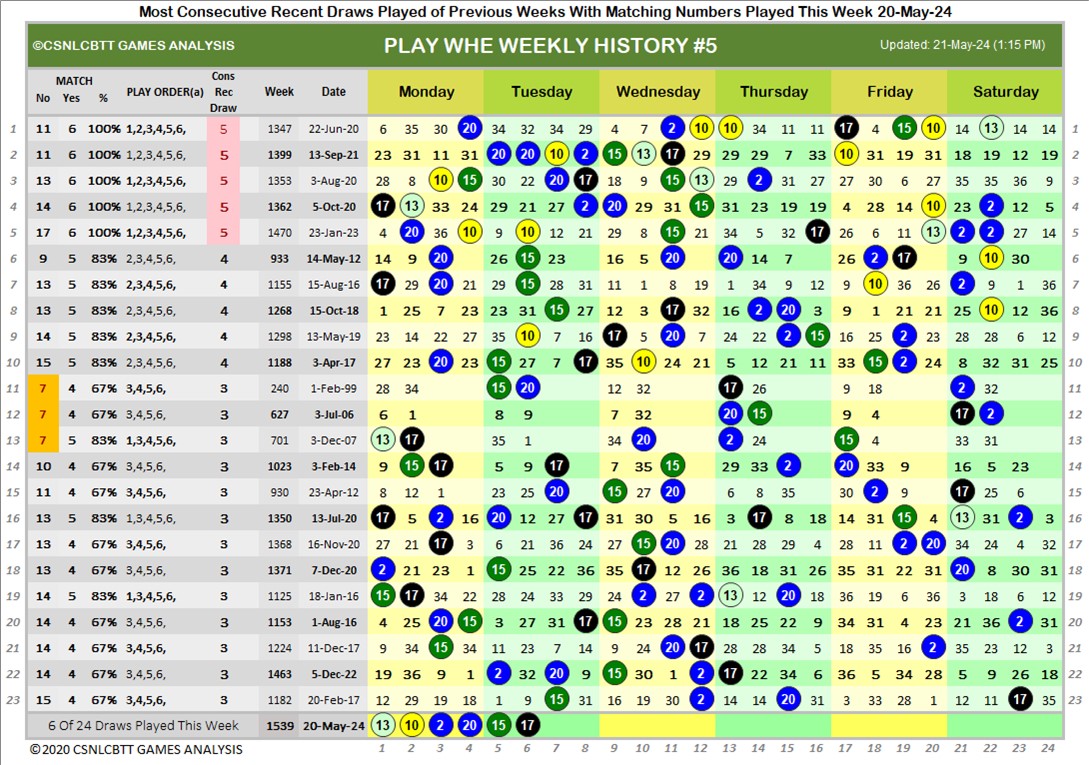 Most Consecutive Recent Draws Played of Previous Weeks With Matching Numbers Played This Week 20-May-24
©CSNLCBTT GAMES ANALYSIS PLAY WHE WEEKLY HISTORY #5 Updated: 21-May-24 (1:15 PM)
MATCH Cons
No Yes % PLAY ORDER(a) Rec Draw Week Date Monday Tuesday Wednesday Thursday Friday Saturday
1 11 6 100% 1,2,3,4,5,6, 5 1347 22-Jun-20 6 35 30 20 34 32 34 29 4 7 2 10 10 34 11 11 17 4 15 10 14 13 14 14 1
2 11 6 100% 1,2,3,4,5,6, 5 1399 13-Sep-21 23 31 11 31 20 20 10 2 15 13 17 29 29 29 7 33 10 31 19 31 18 19 12 19 2
3 13 6 100% 1,2,3,4,5,6, 5 1353 3-Aug-20 28 8 10 15 30 22 20 17 18 9 15 13 29 2 31 27 27 30 6 27 35 35 36 9 3
4 14 6 100% 1,2,3,4,5,6, 5 1362 5-Oct-20 17 13 33 24 29 21 27 2 20 29 31 15 31 23 19 19 4 28 14 10 23 2 12 5 4
5 17 6 100% 1,2,3,4,5,6, 5 1470 23-Jan-23 4 20 36 10 9 10 12 29 8 15 21 34 5 32 17 26 6 11 13 2 2 27 14 5
6 9 5 83% 2,3,4,5,6, 4 933 14-May-12 14 9 20 26 15 23 16 5 20 20 14 7 26 2 17 9 10 30 6
7 13 5 83% 2,3,4,5,6, 4 1155 15-Aug-16 17 29 20 21 29 15 28 31 11 1 8 19 1 34 9 12 9 10 36 26 2 9 1 36 7
8 13 5 83% 2,3,4,5,6, 4 1268 15-Oct-18 1 25 7 23 23 31 15 27 12 3 17 32 16 2 20 3 9 1 21 21 25 10 12 36 8
9 14 5 83% 2,3,4,5,6, 4 1298 13-May-19 23 14 22 27 35 10 7 16 17 5 20 7 24 22 2 15 16 25 2 23 28 28 6 12 9
10 15 5 83% 2,3,4,5,6, 4 1188 3-Apr-17 27 23 20 23 15 27 7 17 35 10 24 21 5 12 21 11 33 15 2 24 8 32 31 25 10
11 7 4 67% 3,4,5,6, 3 240 1-Feb-99 28 34 15 20 12 32 17 26 9 18 2 32 11
12 7 4 67% 3,4,5,6, 3 627 3-Jul-06 6 1 8 9 7 32 20 15 9 4 17 2 12
13 7 5 83% 1,3,4,5,6, 3 701 3-Dec-07 13 17 35 1 34 20 2 24 15 4 33 31 13
14 10 4 67% 3,4,5,6, 3 1023 3-Feb-14 9 15 17 5 9 17 7 35 15 29 33 2 20 33 9 16 5 23 14
15 11 4 67% 3,4,5,6, 3 930 23-Apr-12 8 12 1 23 25 20 15 27 20 6 8 35 30 2 9 17 25 6 15
16 13 5 83% 1,3,4,5,6, 3 1350 13-Jul-20 17 5 2 16 20 12 27 17 31 30 5 16 3 17 8 18 14 31 15 4 13 31 2 3 16
17 13 4 67% 3,4,5,6, 3 1368 16-Nov-20 27 21 17 3 6 21 36 24 27 15 20 28 21 28 29 4 28 11 2 20 34 24 4 32 17
18 13 4 67% 3,4,5,6, 3 1371 7-Dec-20 2 21 23 1 15 25 22 36 35 17 12 26 36 18 31 26 35 31 22 31 20 8 30 31 18
19 14 5 83% 1,3,4,5,6, 3 1125 18-Jan-16 15 17 34 22 28 24 33 29 24 2 27 2 13 12 20 18 36 19 6 36 3 18 6 12 19
20 14 4 67% 3,4,5,6, 3 1153 1-Aug-16 4 25 20 15 3 27 31 17 15 23 28 21 18 25 22 9 34 31 4 23 21 36 2 31 20
21 14 4 67% 3,4,5,6, 3 1224 11-Dec-17 9 34 15 34 11 23 7 14 9 24 20 17 28 28 34 5 18 35 16 2 35 23 12 3 21
22 14 4 67% 3,4,5,6, 3 1463 5-Dec-22 19 36 9 1 2 32 20 9 15 30 1 2 17 22 34 6 36 5 34 28 5 9 26 18 22
23 15 4 67% 3,4,5,6, 3 1182 20-Feb-17 12 29 19 18 1 9 15 31 16 19 30 2 14 14 20 31 3 33 28 1 12 11 17 35 23
6 Of 24 Draws Played This Week 1539 20-May-24 13 10 2 20 15 17
© 2020 CSNLCBTT GAMES ANALYSIS 1 2 3 4 5 6 7 8 9 10 11 12 13 14 15 16 17 18 19 20 21 22 23 24